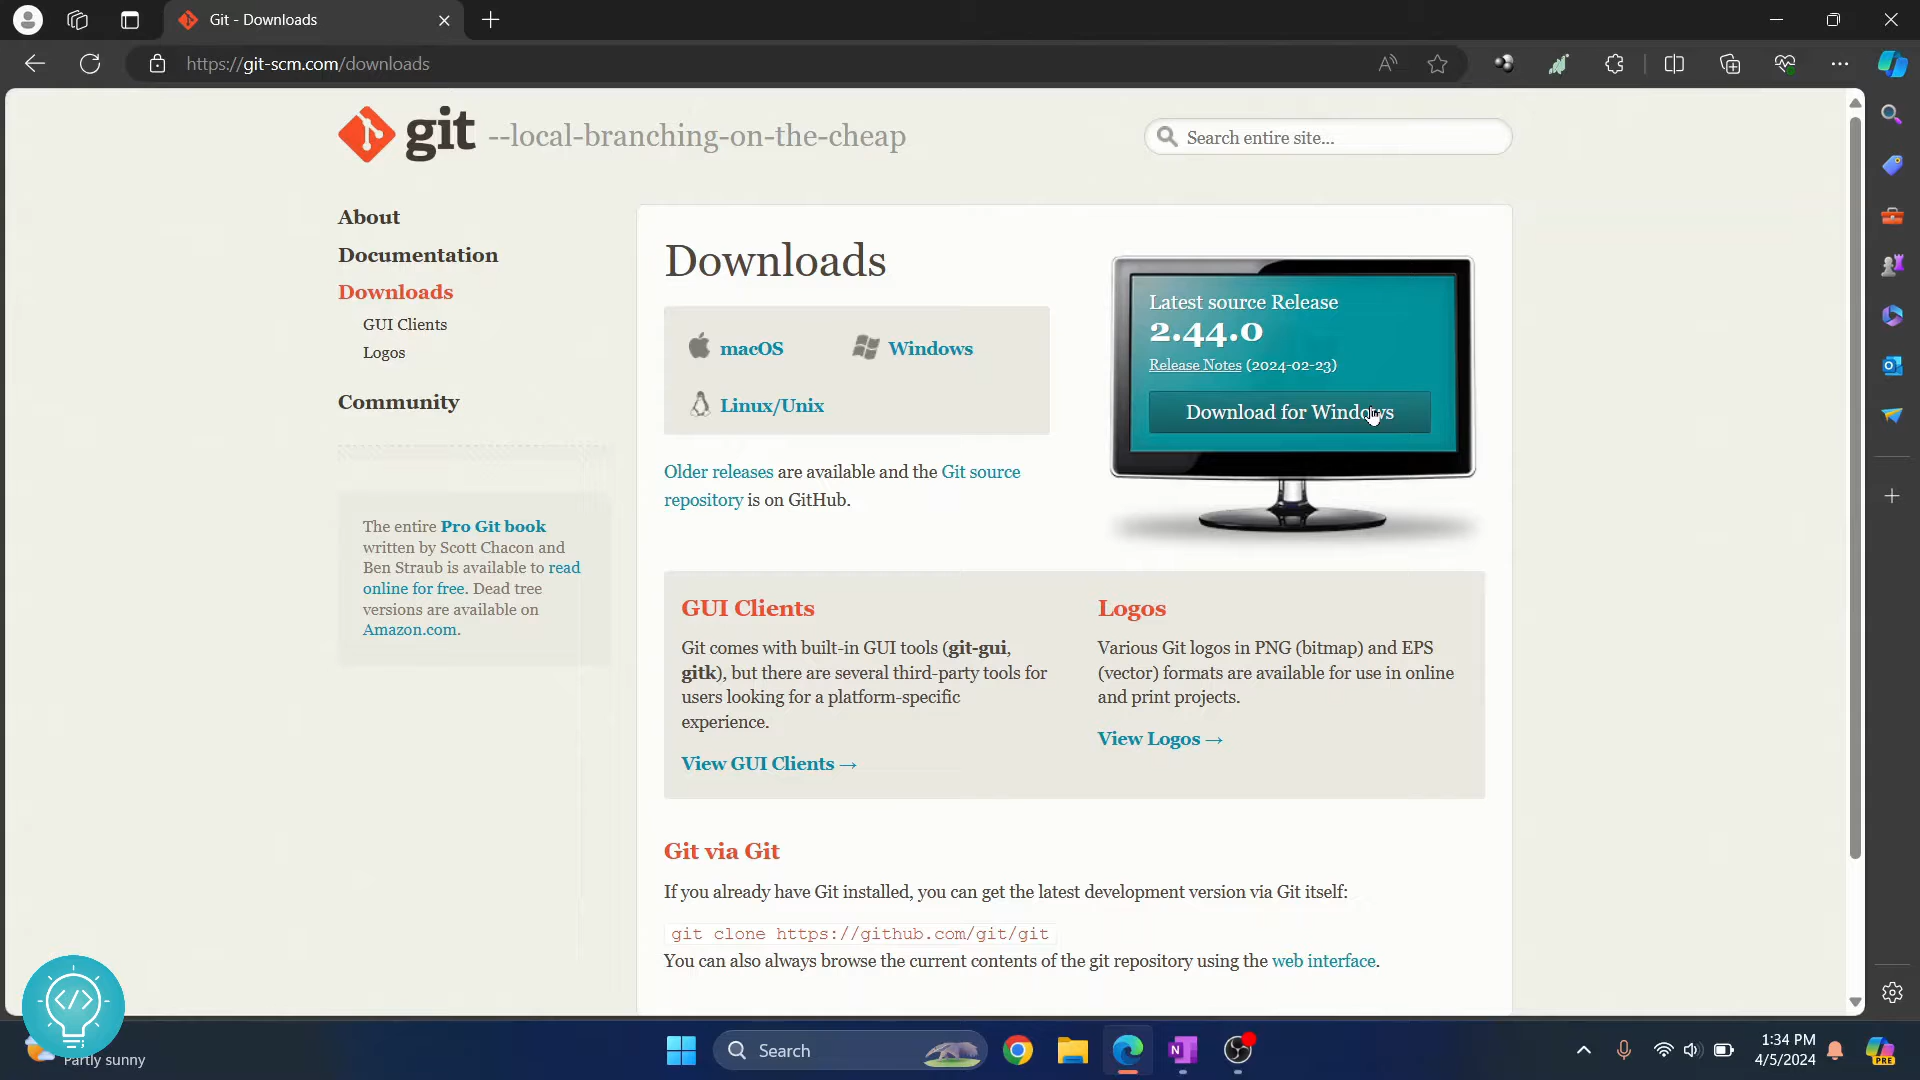 Git - Downloads
https://git-scm.com/downloads
git --local-branching-on-the-cheap
Search entire site...
About
Documentation
Downloads
GUI Clients
Logos
Community
The entire Pro Git book
written by Scott Chacon and
Ben Straub is available to read
online for free. Dead tree
versions are available on
Amazon.com.
Downloads
macOS
Windows
Linux/Unix
Older releases are available and the Git source
repository is on GitHub.
Latest source Release
2.44.0
Release Notes (2024-02-23)
Download for Windows
GUI Clients
Git comes with built-in GUI tools (git-gui,
gitk), but there are several third-party tools for
users looking for a platform-specific
experience.
View GUI Clients →
Logos
Various Git logos in PNG (bitmap) and EPS
(vector) formats are available for use in online
and print projects.
View Logos →
Git via Git
If you already have Git installed, you can get the latest development version via Git itself:
git clone https://github.com/git/git
You can also always browse the current contents of the git repository using the web interface.
Partly sunny
Search
1:34 PM
4/5/2024
PRE